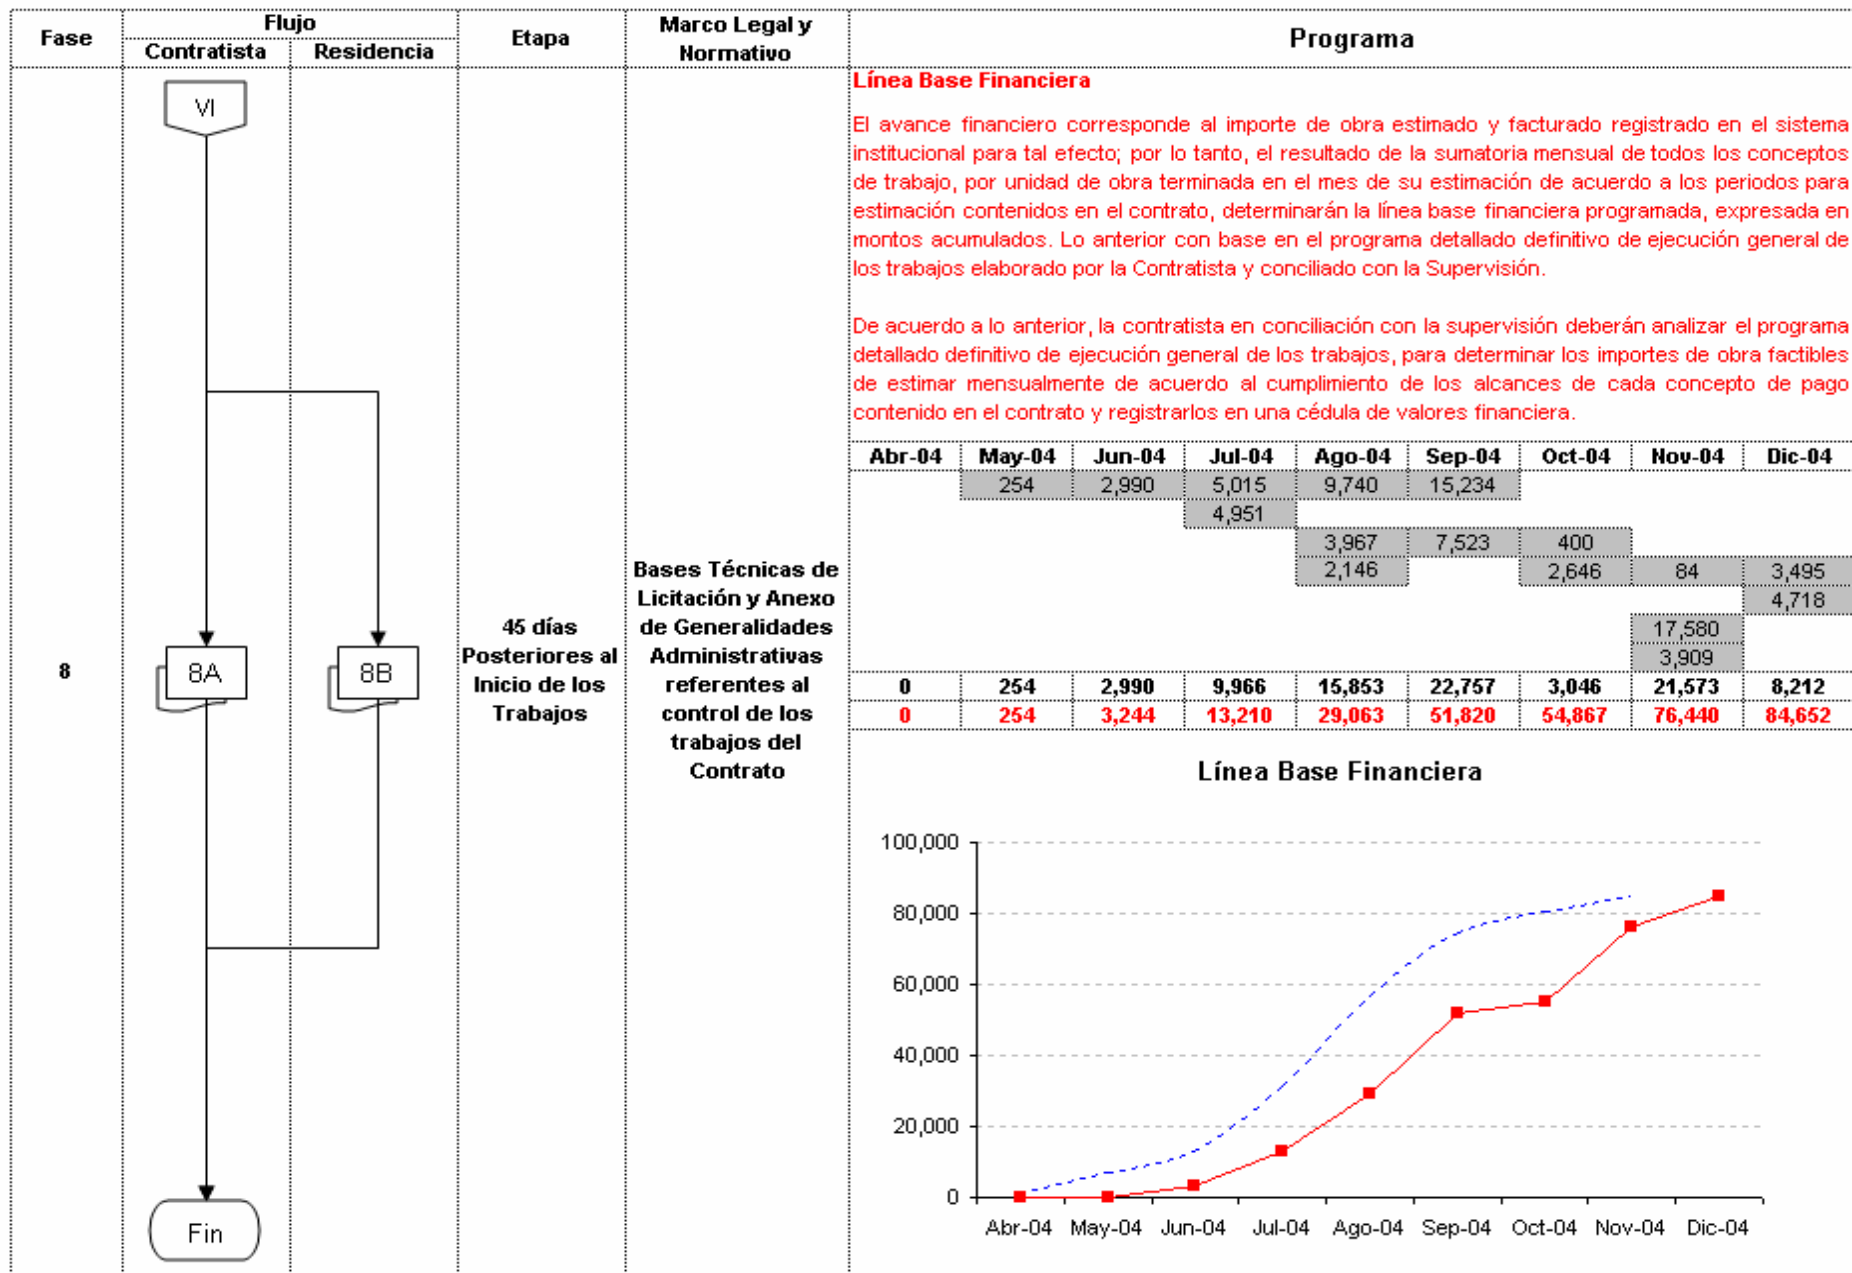 Fase
Flujo
Contratista
Residencia
Etapa
Marco Legal y
Normativo
Programa
VI
8
8A
8B
Fin
45 días
Posteriores al
Inicio de los
Trabajos
Bases Técnicas de
Licitación y Anexo
de Generalidades
Administrativas
referentes al
control de los
trabajos del
Contrato
Línea Base Financiera
El avance financiero corresponde al importe de obra estimado y facturado registrado en el sistema
institucional para tal efecto; por lo tanto, el resultado de la sumatoria mensual de todos los conceptos
de trabajo, por unidad de obra terminada en el mes de su estimación de acuerdo a los periodos para
estimación contenidos en el contrato, determinarán la línea base financiera programada, expresada en
montos acumulados. Lo anterior con base en el programa detallado definitivo de ejecución general de
los trabajos elaborado por la Contratista y conciliado con la Supervisión.
De acuerdo a lo anterior, la contratista en conciliación con la supervisión deberán analizar el programa
detallado definitivo de ejecución general de los trabajos, para determinar los importes de obra factibles
de estimar mensualmente de acuerdo al cumplimiento de los alcances de cada concepto de pago
contenido en el contrato y registrarlos en una cédula de valores financiera.
Abr-04 May-04 Jun-04 Jul-04 Ago-04 Sep-04 Oct-04 Nov-04 Dic-04
254 2,990 5,015 9,740 15,234
4,951
3,967 7,523 400
2,146 2,646 84 3,495
4,718
17,580
3,909
0 254 2,990 9,966 15,853 22,757 3,046 21,573 8,212
0 254 3,244 13,210 29,063 51,820 54,867 76,440 84,652
Línea Base Financiera
100,000
80,000
60,000
40,000
20,000
0
Abr-04 May-04 Jun-04 Jul-04 Ago-04 Sep-04 Oct-04 Nov-04 Dic-04